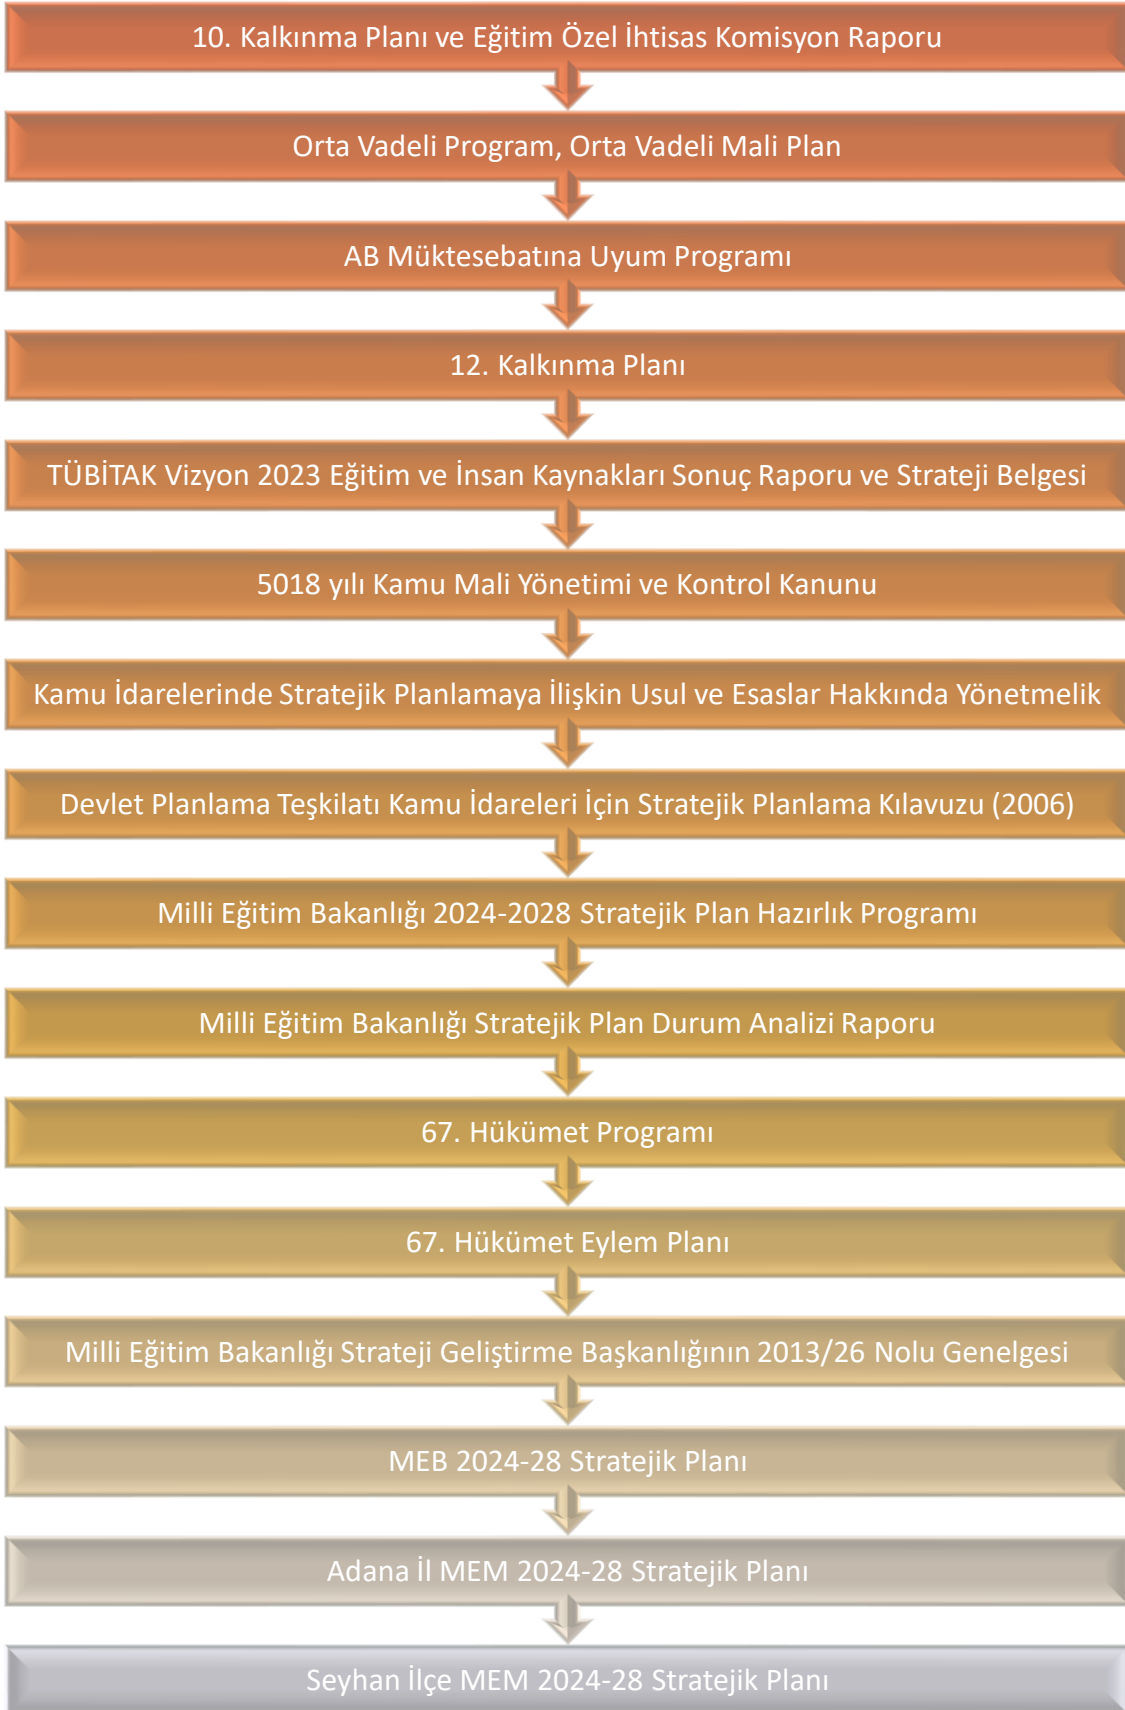 10. Kalkınma Planı ve Eğitim Özel İhtisas Komisyon Raporu
Orta Vadeli Program, Orta Vadeli Mali Plan
AB Müktesebatına Uyum Programı
12. Kalkınma Planı
TÜBİTAK Vizyon 2023 Eğitim ve İnsan Kaynakları Sonuç Raporu ve Strateji Belgesi
5018 yılı Kamu Mali Yönetimi ve Kontrol Kanunu
Kamu İdarelerinde Stratejik Planlamaya İlişkin Usul ve Esaslar Hakkında Yönetmelik
Devlet Planlama Teşkilatı Kamu İdareleri İçin Stratejik Planlama Kılavuzu (2006)
Milli Eğitim Bakanlığı 2024-2028 Stratejik Plan Hazırlık Programı
Milli Eğitim Bakanlığı Stratejik Plan Durum Analizi Raporu
67. Hükümet Programı
67. Hükümet Eylem Planı
Milli Eğitim Bakanlığı Strateji Geliştirme Başkanlığının 2013/26 Nolu Genelgesi
MEB 2024-28 Stratejik Planı
Adana İl MEM 2024-28 Stratejik Planı
Seyhan İlçe MEM 2024-28 Stratejik Planı